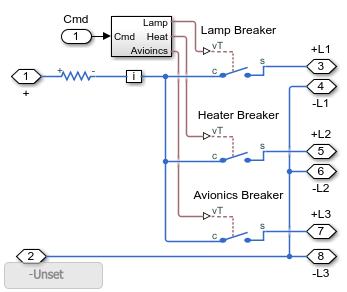 Cmd
1
Cmd
Lamp
Heat
Avioincs
Lamp Breaker
vT
c
s
+L1
3
1
+
+
-
i
4
-L1
Heater Breaker
vT
c
s
+L2
5
6
-L2
Avionics Breaker
vT
c
s
+L3
7
2
-Unset
8
-L3